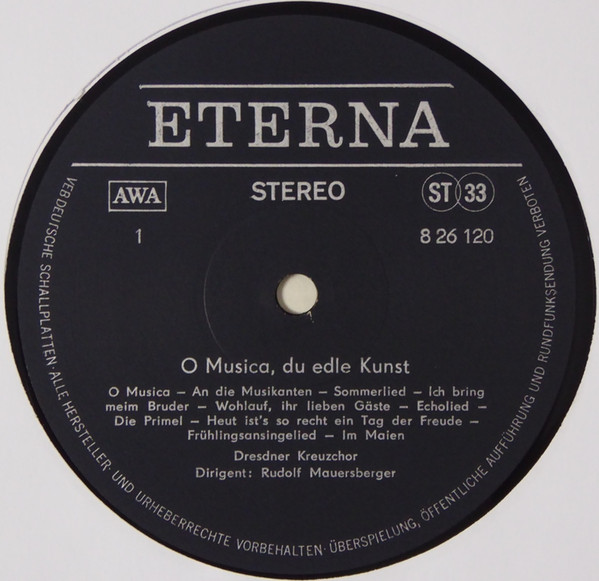 ETERNA
AWA
STEREO
ST 33
1
8 26 120
O Musica, du edle Kunst
O Musica – An die Musikanten – Sommerlied – Ich bring
meim Bruder – Wohlauf, ihr lieben Gäste – Echolied –
Die Primel – Heut ist's so recht ein Tag der Freude –
Frühlingsansingelied – Im Maien
Dresdner Kreuzchor
Dirigent: Rudolf Mauersberger
VEB DEUTSCHE SCHALLPLATTEN · ALLE HERSTELLER- UND URHEBERRECHTE VORBEHALTEN · ÜBERSPIELUNG, ÖFFENTLICHE AUFFÜHRUNG UND RUNDFUNKSENDUNG VERBOTEN